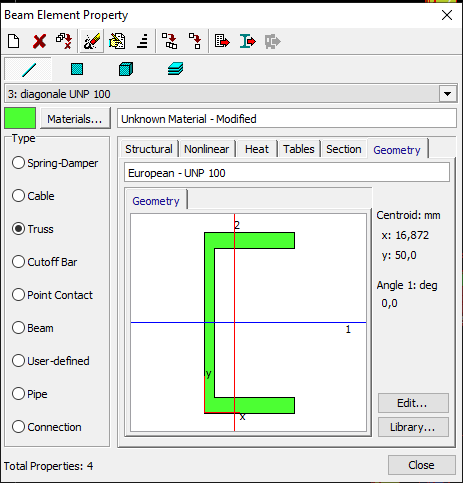 Beam Element Property
3: diagonale UNP 100
Materials...
Unknown Material - Modified
Type
Spring-Damper
Cable
Truss
Cutoff Bar
Point Contact
Beam
User-defined
Pipe
Connection
Structural Nonlinear Heat Tables Section Geometry
European - UNP 100
Geometry
2
1
y
x
Centroid: mm
x: 16,872
y: 50,0
Angle 1: deg
0,0
Edit...
Library...
Total Properties: 4
Close